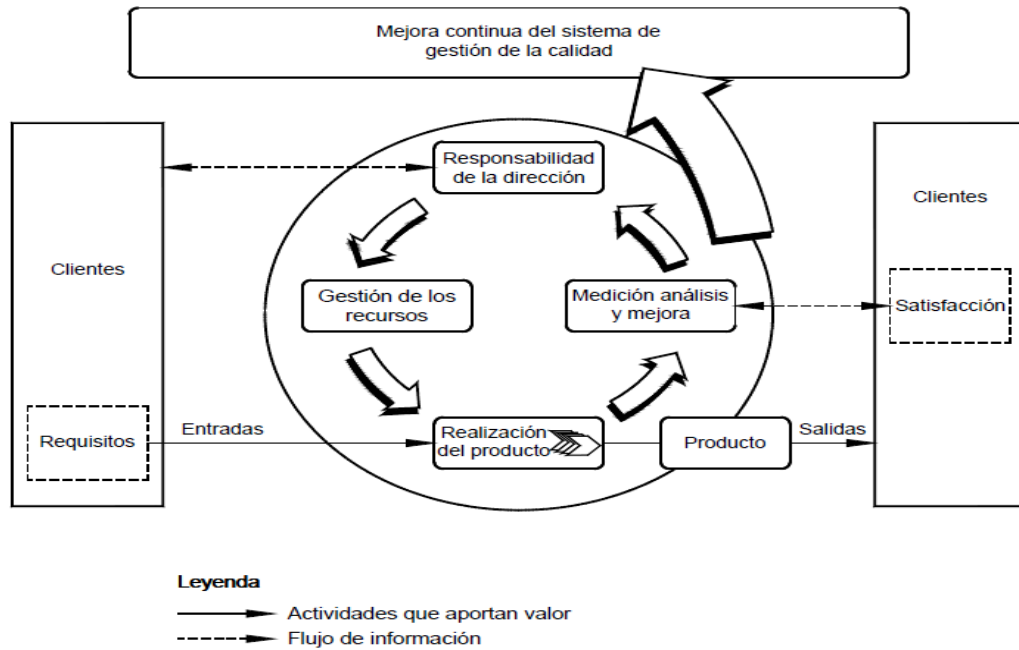 Mejora continua del sistema de
gestión de la calidad
Responsabilidad
de la dirección
Clientes
Clientes
Gestión de los
recursos
Medición análisis
y mejora
Satisfacción
Requisitos
Entradas
Realización
del producto
Producto
Salidas
Leyenda
Actividades que aportan valor
Flujo de información